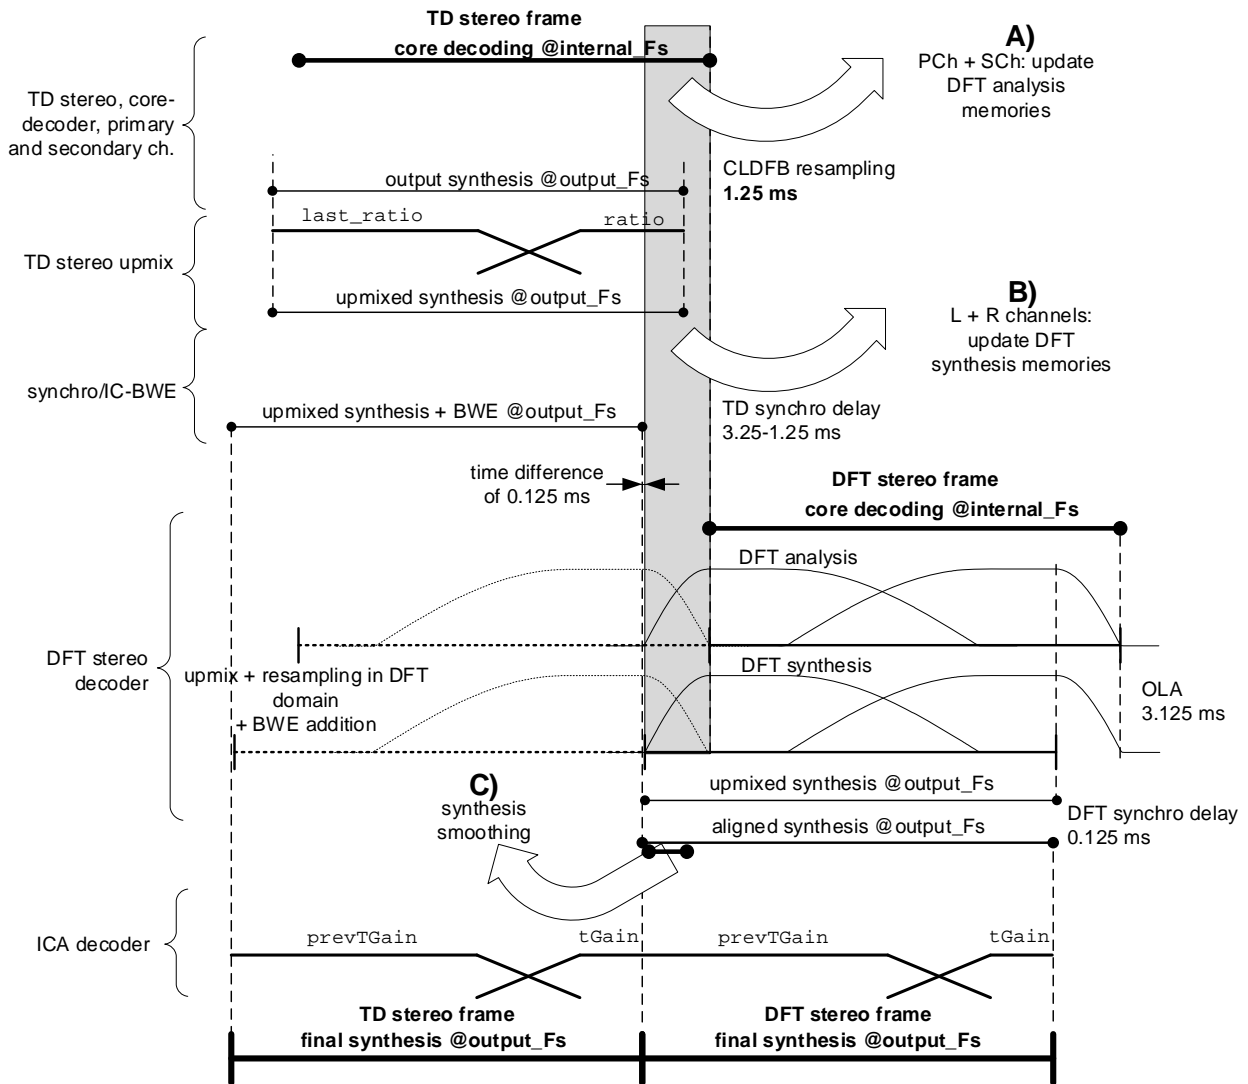 TD stereo frame
core decoding @internal_Fs
A)
PCh + SCh: update
DFT analysis
memories
TD stereo, core-
decoder, primary
and secondary ch.
CLDFB resampling
1.25 ms
output synthesis @output_Fs
last_ratio
ratio
TD stereo upmix
upmixed synthesis @output_Fs
B)
L + R channels:
update DFT
synthesis memories
synchro/IC-BWE
upmixed synthesis + BWE @output_Fs
TD synchro delay
3.25-1.25 ms
time difference
of 0.125 ms
DFT stereo frame
core decoding @internal_Fs
DFT analysis
DFT stereo
decoder
upmix + resampling in DFT
domain
+ BWE addition
DFT synthesis
OLA
3.125 ms
C)
synthesis
smoothing
upmixed synthesis @output_Fs
aligned synthesis @output_Fs
DFT synchro delay
0.125 ms
ICA decoder
prevTGain
tGain
prevTGain
tGain
TD stereo frame
final synthesis @output_Fs
DFT stereo frame
final synthesis @output_Fs